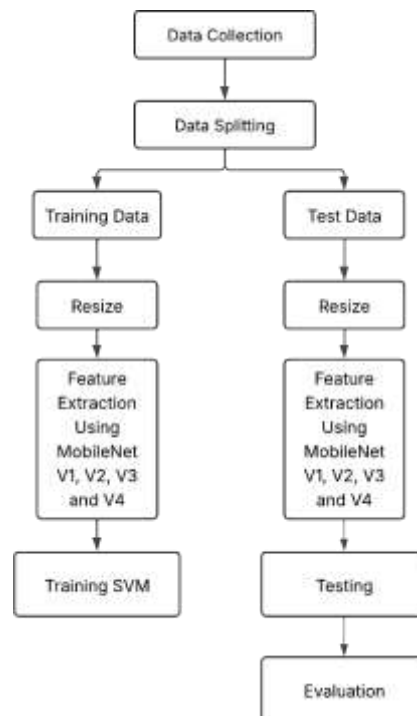 Data Collection
Data Splitting
Training Data
Test Data
Resize
Resize
Feature
Extraction
Using
MobileNet
V1, V2, V3
and V4
Feature
Extraction
Using
MobileNet
V1, V2, V3
and V4
Training SVM
Testing
Evaluation